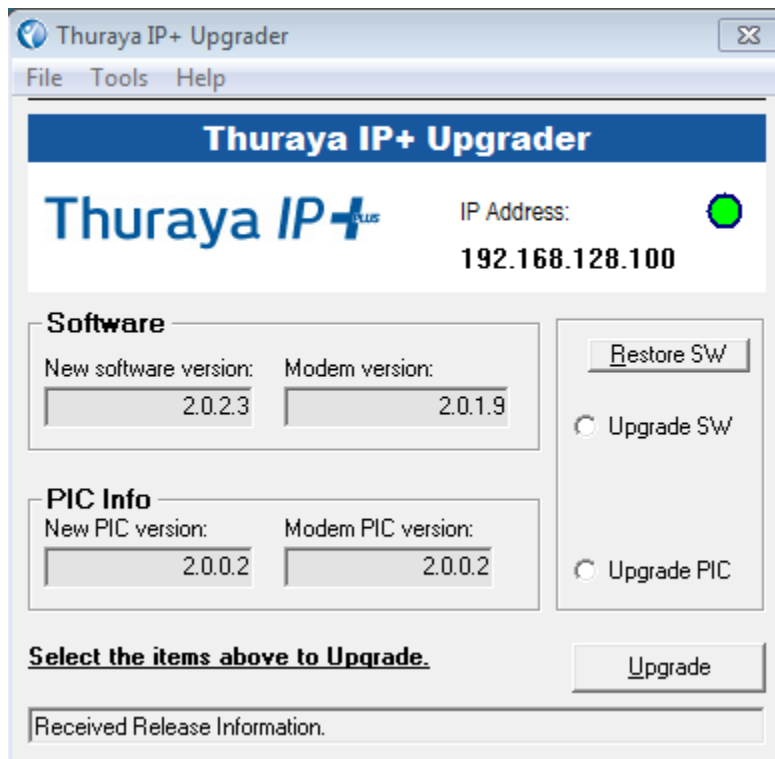 Thuraya IP+ Upgrader
File Tools Help
Thuraya IP+ Upgrader
Thuraya IP+ PLUS
IP Address:
192.168.128.100
Software
New software version: Modem version:
2.0.2.3 2.0.1.9
Restore SW
Upgrade SW
PIC Info
New PIC version: Modem PIC version:
2.0.0.2 2.0.0.2
Upgrade PIC
Select the items above to Upgrade.
Upgrade
Received Release Information.